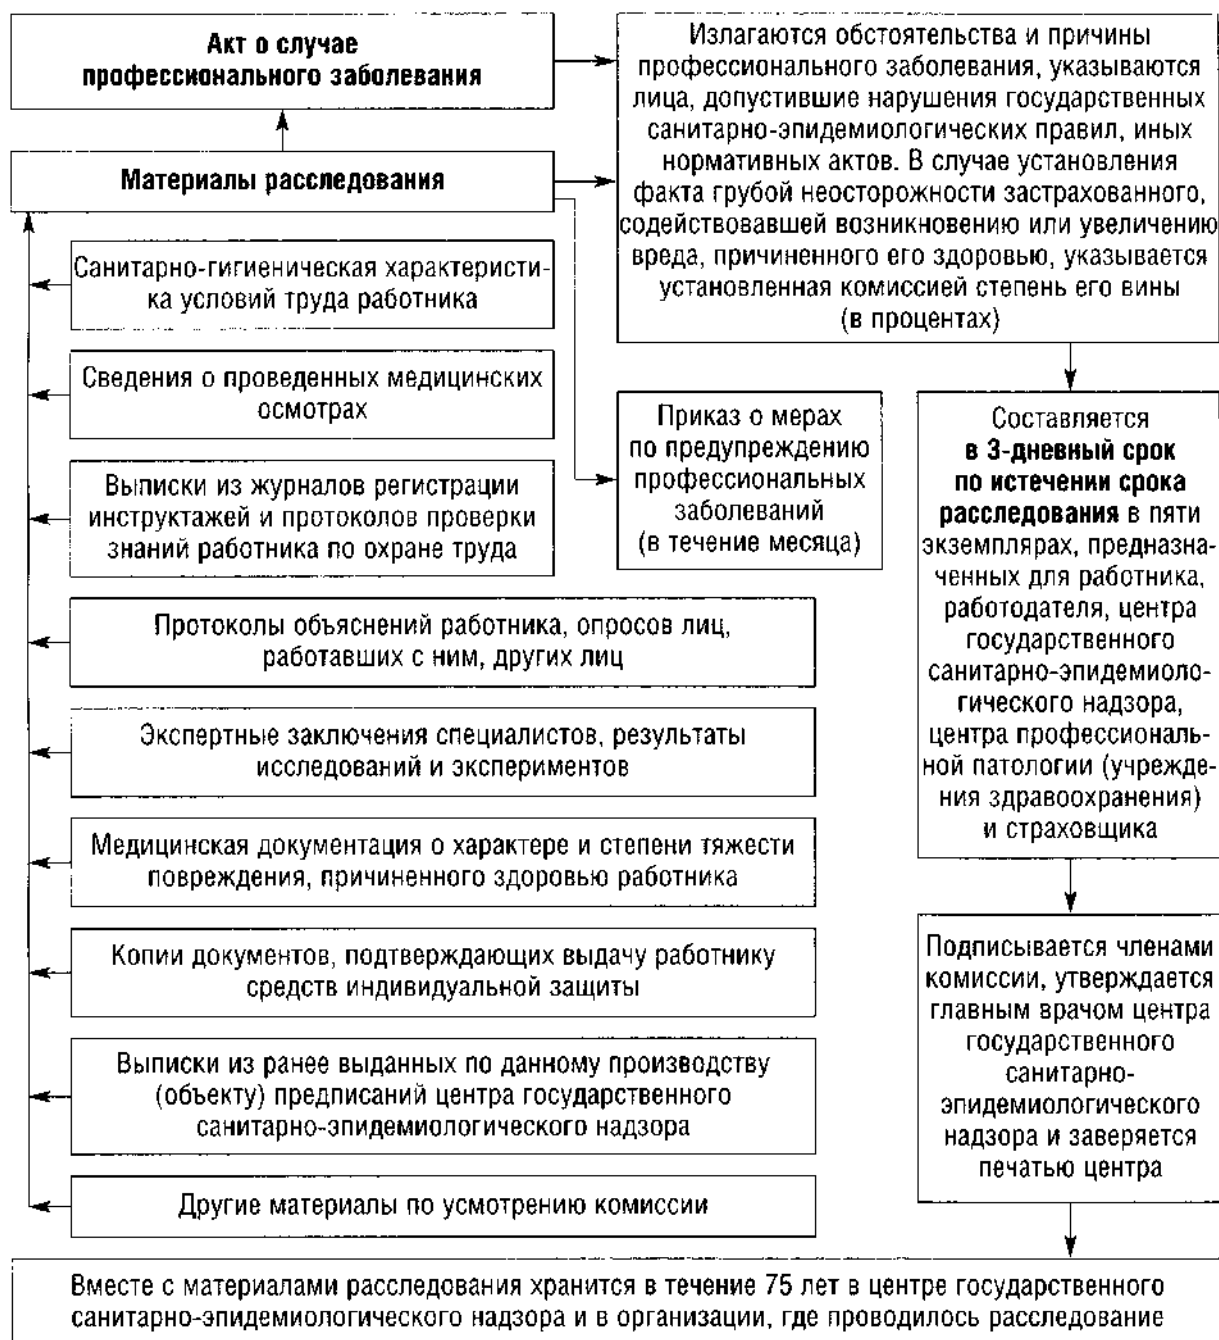 Акт о случае
профессионального заболевания
Излагаются обстоятельства и причины
профессионального заболевания, указываются
лица, допустившие нарушения государственных
санитарно-эпидемиологических правил, иных
нормативных актов. В случае установления
факта грубой неосторожности застрахованного,
содействовавшей возникновению или увеличению
вреда, причиненного его здоровью, указывается
установленная комиссией степень его вины
(в процентах)
Материалы расследования
Санитарно-гигиеническая характеристи-
ка условий труда работника
Сведения о проведенных медицинских
осмотрах
Выписки из журналов регистрации
инструктажей и протоколов проверки
знаний работника по охране труда
Протоколы объяснений работника, опросов лиц,
работавших с ним, других лиц
Экспертные заключения специалистов, результаты
исследований и экспериментов
Медицинская документация о характере и степени тяжести
повреждения, причиненного здоровью работника
Копии документов, подтверждающих выдачу работнику
средств индивидуальной защиты
Выписки из ранее выданных по данному производству
(объекту) предписаний центра государственного
санитарно-эпидемиологического надзора
Другие материалы по усмотрению комиссии
Приказ о мерах
по предупреждению
профессиональных
заболеваний
(в течение месяца)
Составляется
в 3-дневный срок
по истечении срока
расследования в пяти
экземплярах, предназна-
ченных для работника,
работодателя, центра
государственного
санитарно-эпидемиоло-
гического надзора,
центра профессиональ-
ной патологии (учрежде-
ния здравоохранения)
и страховщика
Подписывается членами
комиссии, утверждается
главным врачом центра
государственного
санитарно-
эпидемиологического
надзора и заверяется
печатью центра
Вместе с материалами расследования хранится в течение 75 лет в центре государственного
санитарно-эпидемиологического надзора и в организации, где проводилось расследование